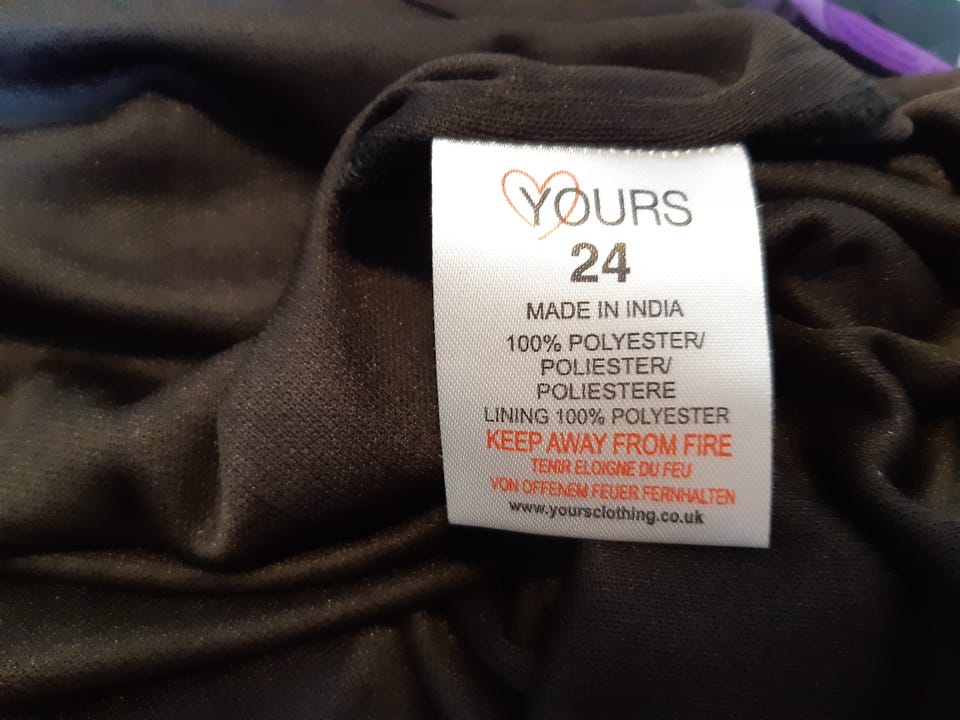 YOURS
24
MADE IN INDIA
100% POLYESTER/
POLIESTER/
POLIESTERE
LINING 100% POLYESTER
KEEP AWAY FROM FIRE
TENIR ELOIGNE DU FEU
VON OFFENEM FEUER FERNHALTEN
www.yoursclothing.co.uk